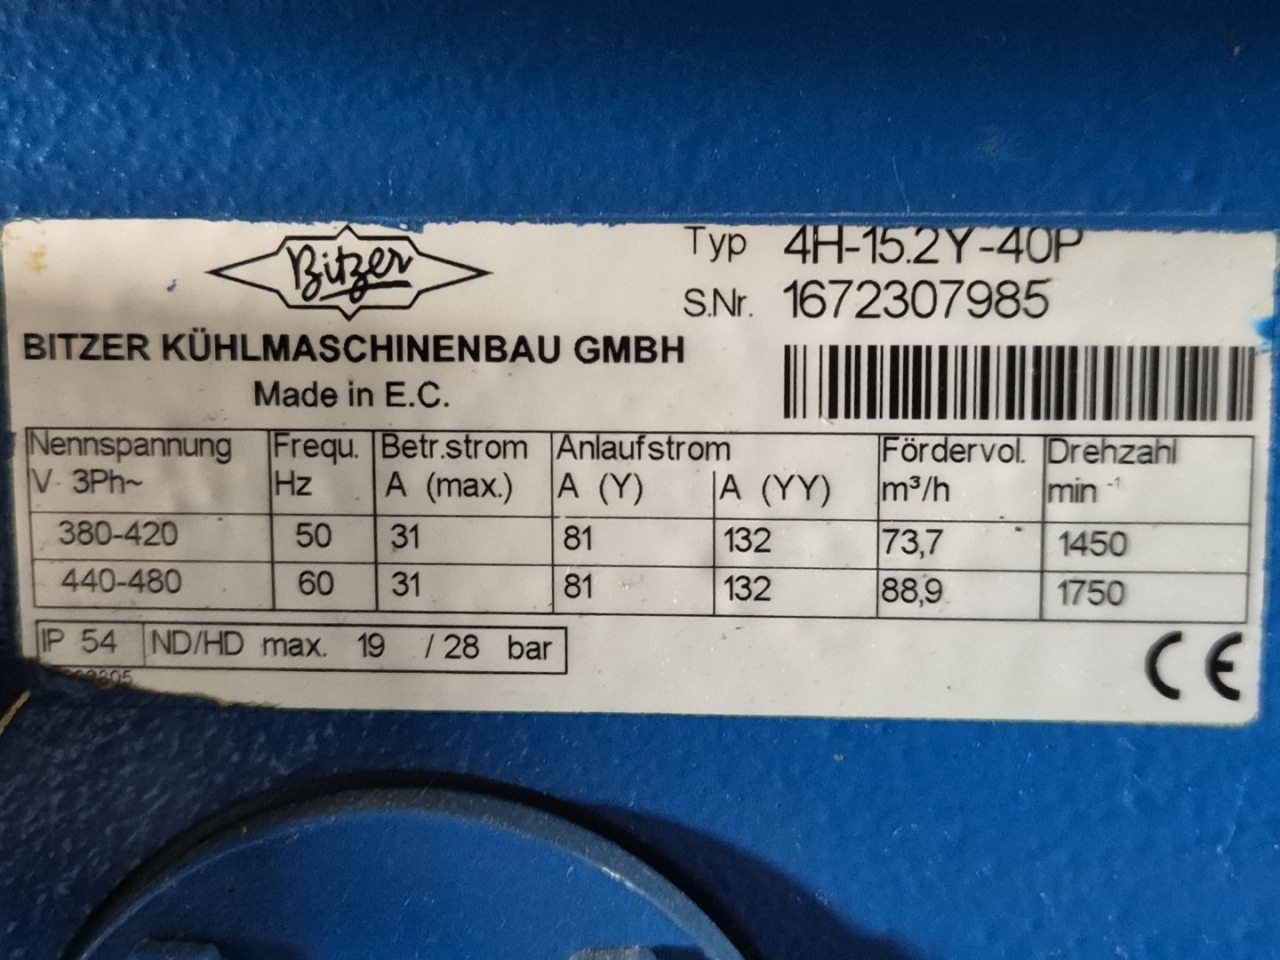 Bitzer
Typ 4H-15.2Y-40P
S.Nr. 1672307985
BITZER KÜHLMASCHINENBAU GMBH
Made in E.C.
Nennspannung Frequ. Betr.strom Anlaufstrom Fördervol. Drehzahl
V 3Ph~ Hz A (max.) A (Y) A (YY) m³/h min ⁻¹
380-420 50 31 81 132 73,7 1450
440-480 60 31 81 132 88,9 1750
IP 54 ND/HD max. 19 / 28 bar
CE